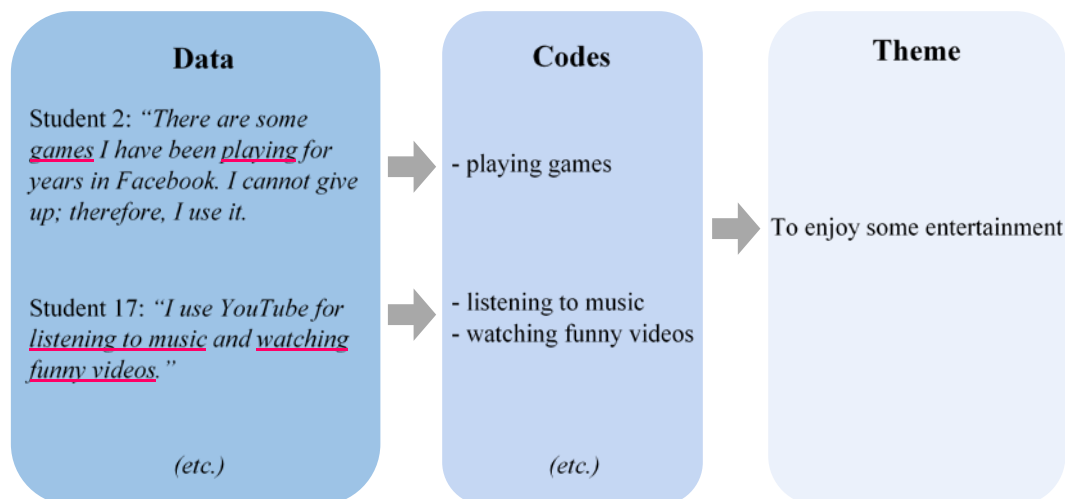 Data
Student 2: “There are some
games I have been playing for
years in Facebook. I cannot give
up; therefore, I use it.
Student 17: “I use YouTube for
listening to music and watching
funny videos.”
(etc.)
Codes
- playing games
- listening to music
- watching funny videos
(etc.)
Theme
To enjoy some entertainment